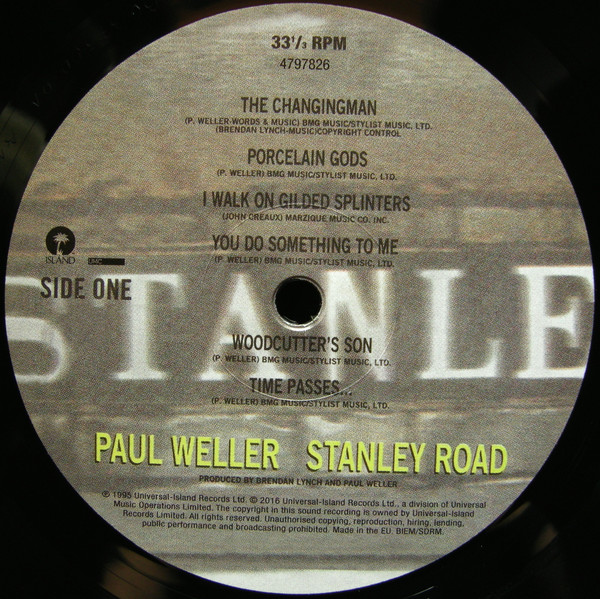 33 1/3 RPM
4797826
THE CHANGINGMAN
(P. WELLER-WORDS & MUSIC) BMG MUSIC/STYLIST MUSIC, LTD.
(BRENDAN LYNCH-MUSIC)COPYRIGHT CONTROL
PORCELAIN GODS
(P. WELLER) BMG MUSIC/STYLIST MUSIC, LTD.
I WALK ON GILDED SPLINTERS
(JOHN CREAUX) MARZIQUE MUSIC CO. INC.
YOU DO SOMETHING TO ME
(P. WELLER) BMG MUSIC/STYLIST MUSIC, LTD.
ISLAND
UMC
SIDE ONE
STANLE
WOODCUTTER'S SON
(P. WELLER) BMG MUSIC/STYLIST MUSIC, LTD.
TIME PASSES...
(P. WELLER) BMG MUSIC/STYLIST MUSIC, LTD.
PAUL WELLER STANLEY ROAD
PRODUCED BY BRENDAN LYNCH AND PAUL WELLER
℗ 1995 Universal-Island Records Ltd. © 2016 Universal-Island Records Ltd., a division of Universal
Music Operations Limited. The copyright in this sound recording is owned by Universal-Island
Records Limited. All rights reserved. Unauthorised copying, reproduction, hiring, lending,
public performance and broadcasting prohibited. Made in the EU. BIEM/SDRM.